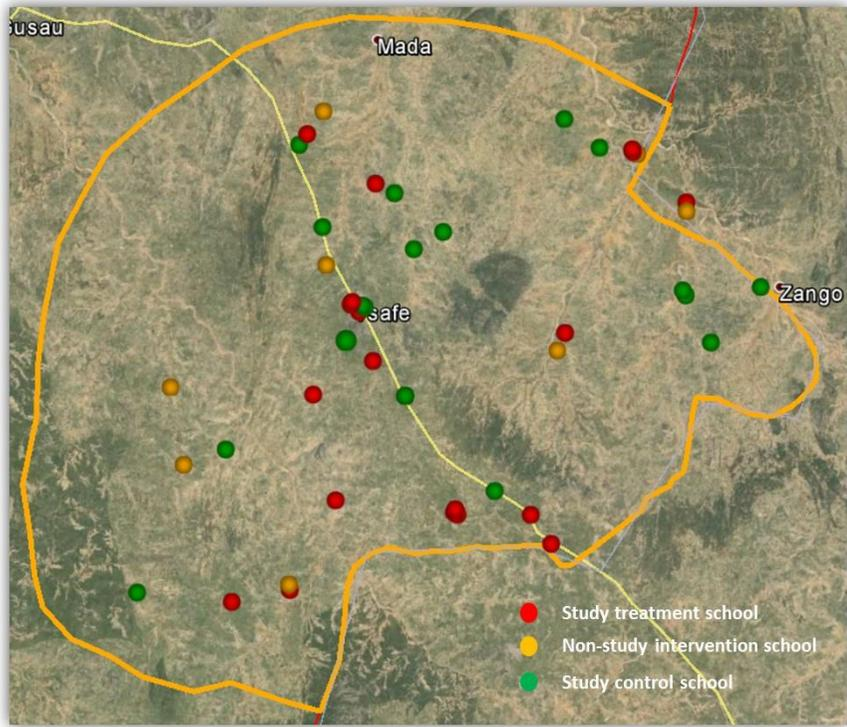 Gusau
Mada
safe
Zango
Study treatment school
Non-study intervention school
Study control school